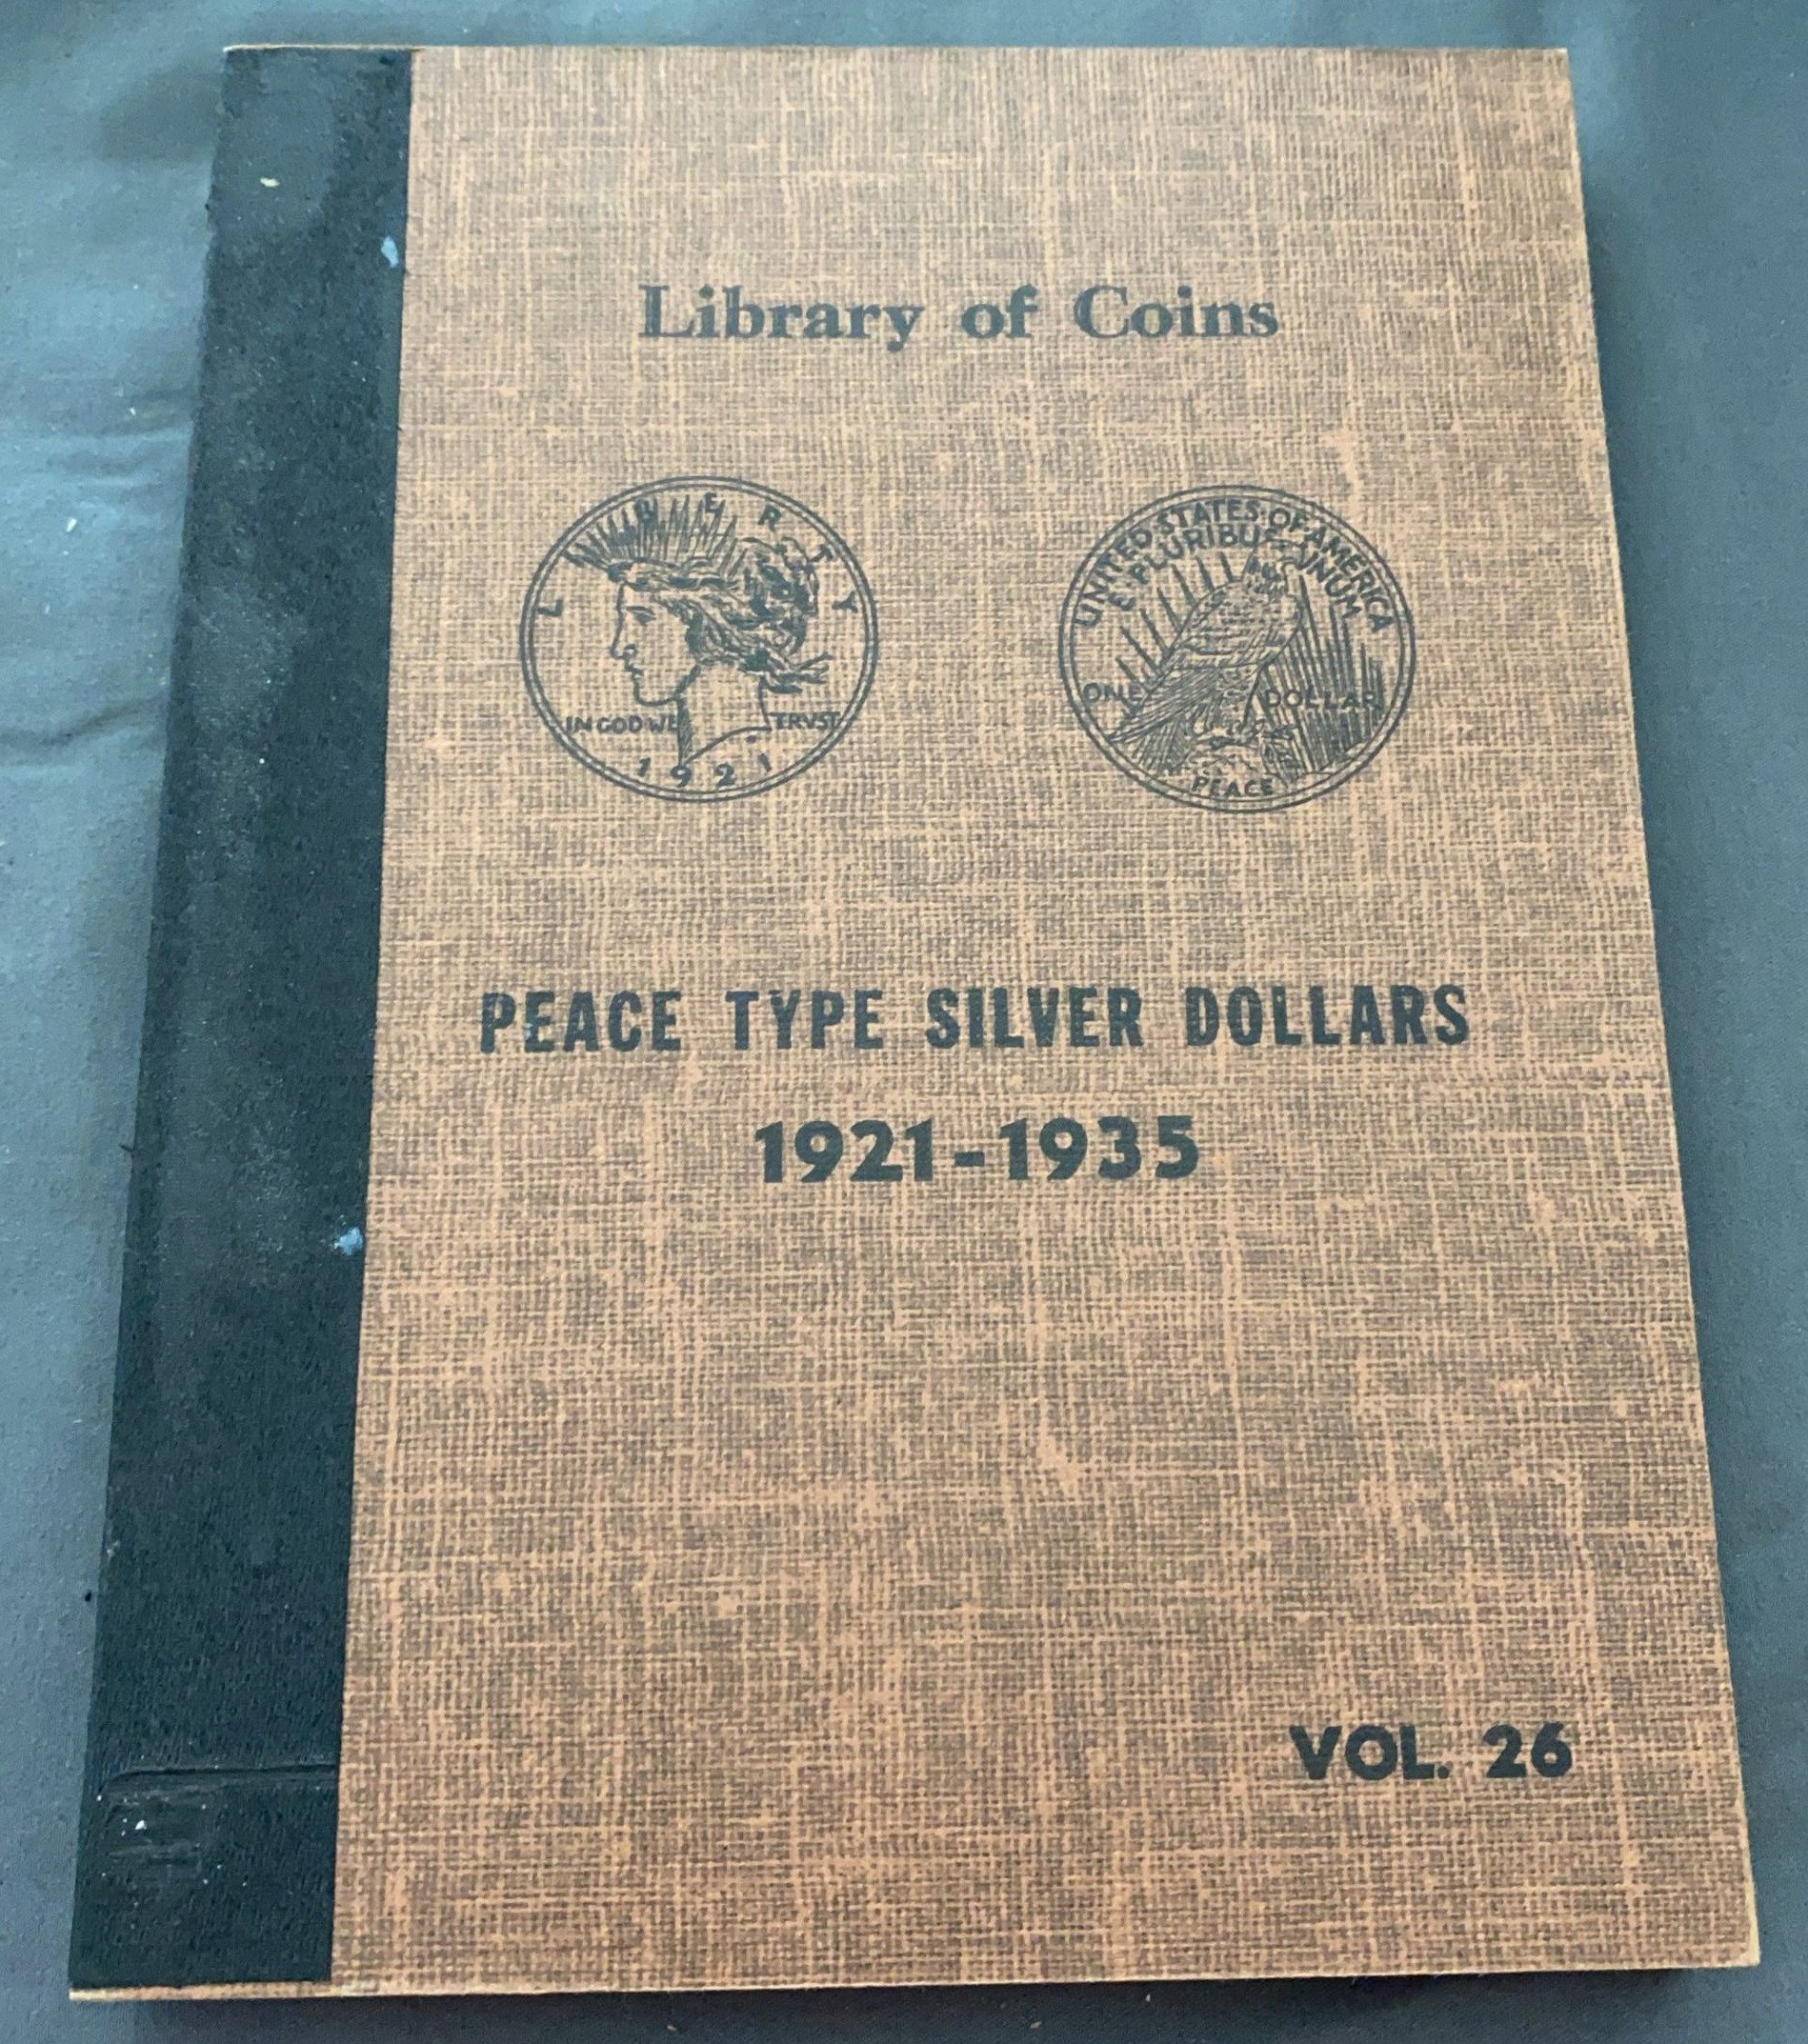 Library of Coins
LIBERTY
IN GOD WE TRVST
1921
UNITED·STATES·OF·AMERICA
E PLURIBUS UNUM
ONE DOLLAR
PEACE
PEACE TYPE SILVER DOLLARS
1921-1935
VOL. 26